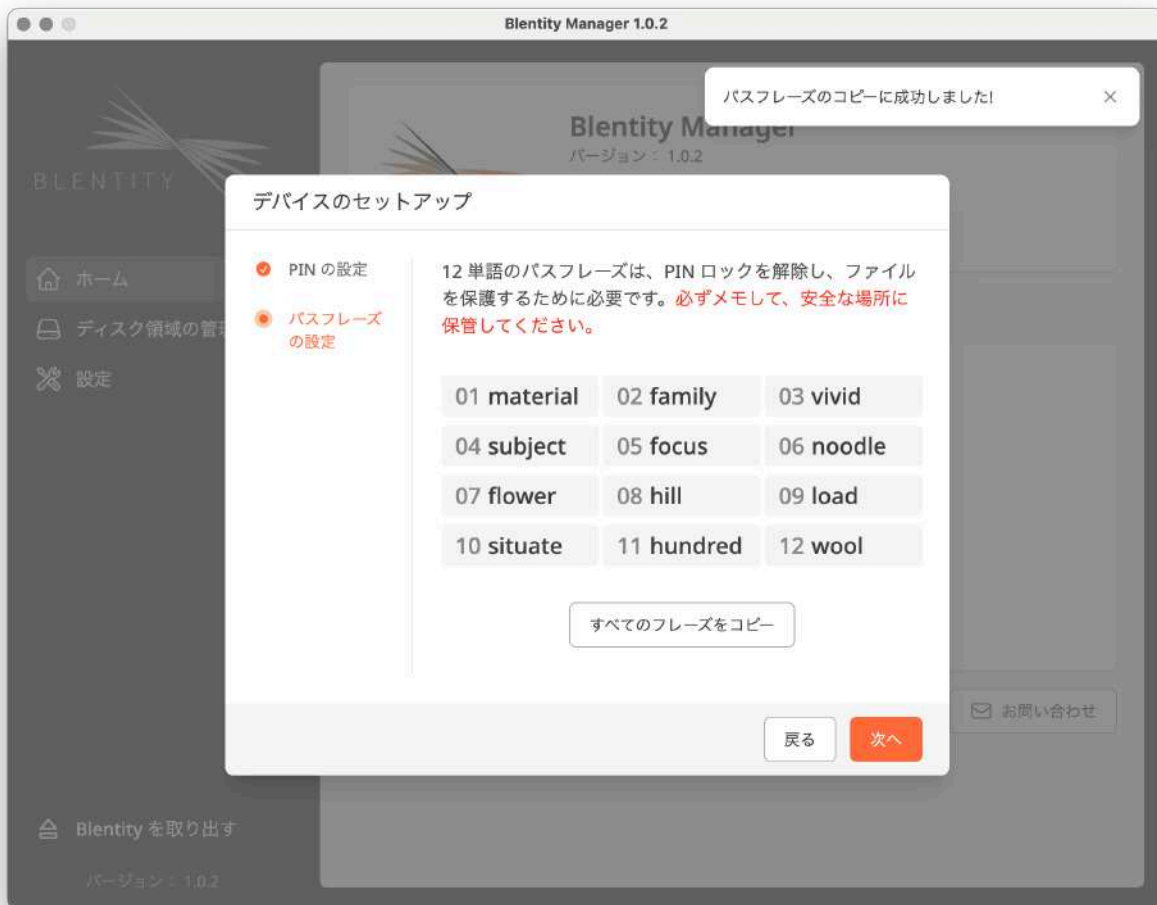 Blentity Manager 1.0.2
パスフレーズのコピーに成功しました!
Blentity Manager
バージョン： 1.0.2
BLENTITY
デバイスのセットアップ
ホーム
ディスク領域の管
設定
PIN の設定
パスフレーズ
の設定
12 単語のパスフレーズは、PIN ロックを解除し、ファイル
を保護するために必要です。必ずメモして、安全な場所に
保管してください。
01 material 02 family 03 vivid
04 subject 05 focus 06 noodle
07 flower 08 hill 09 load
10 situate 11 hundred 12 wool
すべてのフレーズをコピー
お問い合わせ
戻る 次へ
Blentity を取り出す
バージョン： 1.0.2